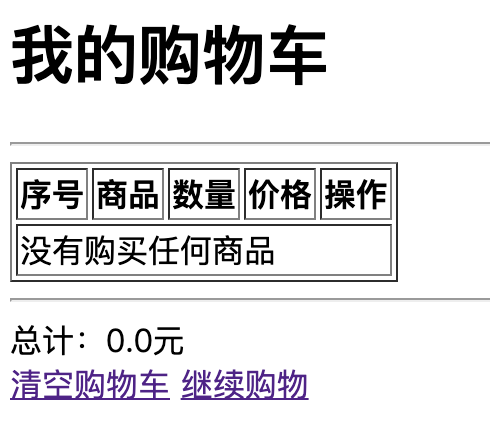 我的购物车
序号 商品 数量 价格 操作
没有购买任何商品
总计：0.0元
清空购物车 继续购物